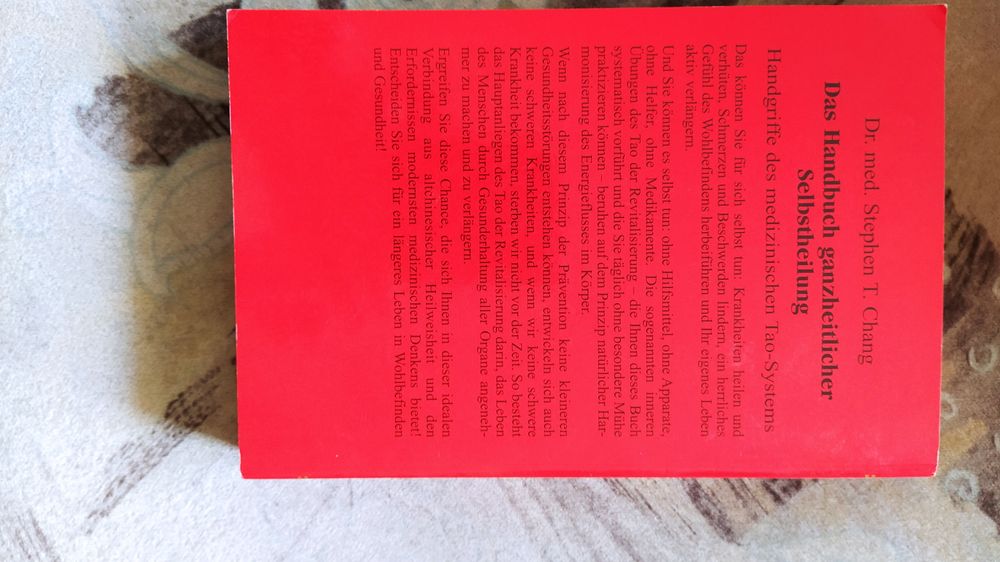 Dr. med. Stephen T. Chang
Das Handbuch ganzheitlicher
Selbstheilung
Handgriffe des medizinischen Tao-Systems
Das können Sie für sich selbst tun: Krankheiten heilen und
verhüten, Schmerzen und Beschwerden lindern, ein herrliches
Gefühl des Wohlbefindens herbeiführen und Ihr eigenes Leben
aktiv verlängern.
Und Sie können es selbst tun: ohne Hilfsmittel, ohne Apparate,
ohne Helfer, ohne Medikamente. Die sogenannten inneren
Übungen des Tao der Revitalisierung – die Ihnen dieses Buch
systematisch vorführt und die Sie täglich ohne besondere Mühe
praktizieren können – beruhen auf dem Prinzip natürlicher Har-
monisierung des Energieflusses im Körper.
Wenn nach diesem Prinzip der Prävention keine kleineren
Gesundheitsstörungen entstehen können, entwickeln sich auch
keine schweren Krankheiten, und wenn wir keine schwere
Krankheit bekommen, sterben wir nicht vor der Zeit. So besteht
das Hauptanliegen des Tao der Revitalisierung darin, das Leben
des Menschen durch Gesunderhaltung aller Organe angeneh-
mer zu machen und zu verlängern.
Ergreifen Sie diese Chance, die sich Ihnen in dieser idealen
Verbindung aus altchinesischer Heilweisheit und den
Erfordernissen modernsten medizinischen Denkens bietet!
Entscheiden Sie sich für ein längeres Leben in Wohlbefinden
und Gesundheit!